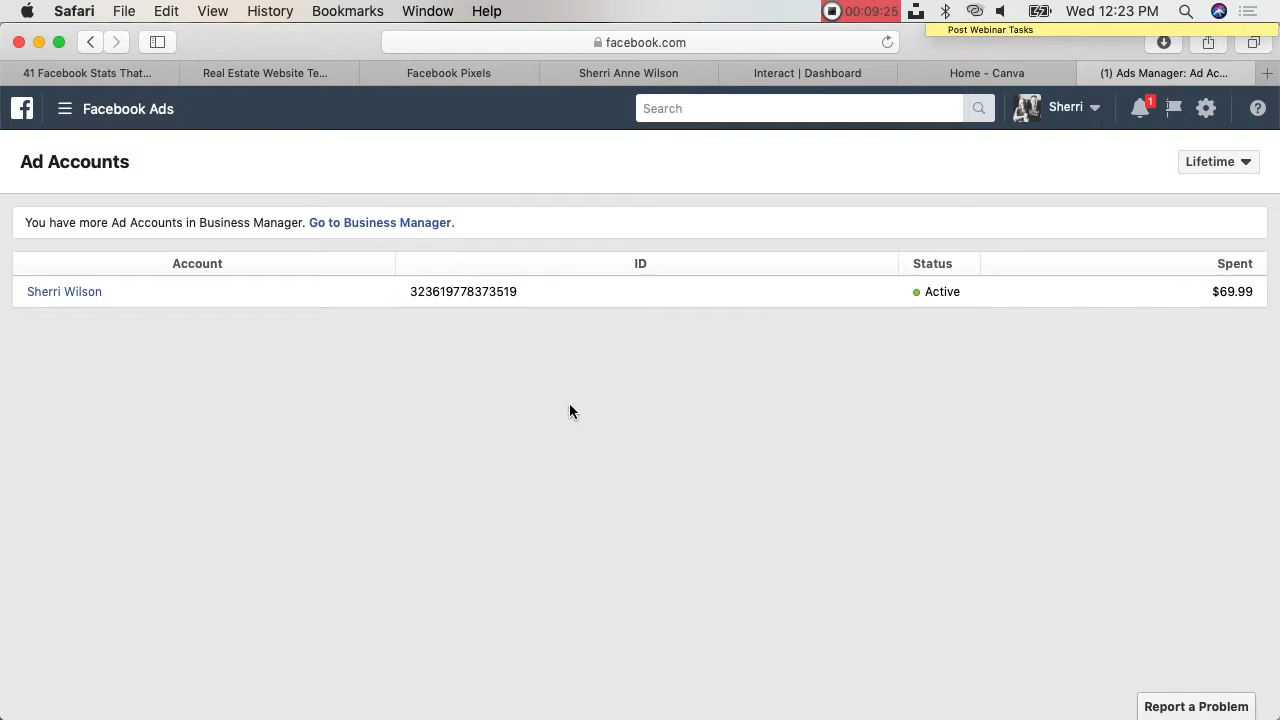 Safari File Edit View History Bookmarks Window Help 00:09:25 Wed 12:23 PM
Post Webinar Tasks
facebook.com
41 Facebook Stats That... Real Estate Website Te... Facebook Pixels Sherri Anne Wilson Interact | Dashboard Home - Canva (1) Ads Manager: Ad Ac...
Facebook Ads Search Sherri 1
Ad Accounts Lifetime
You have more Ad Accounts in Business Manager. Go to Business Manager.
Account ID Status Spent
Sherri Wilson 323619778373519 Active $69.99
Report a Problem